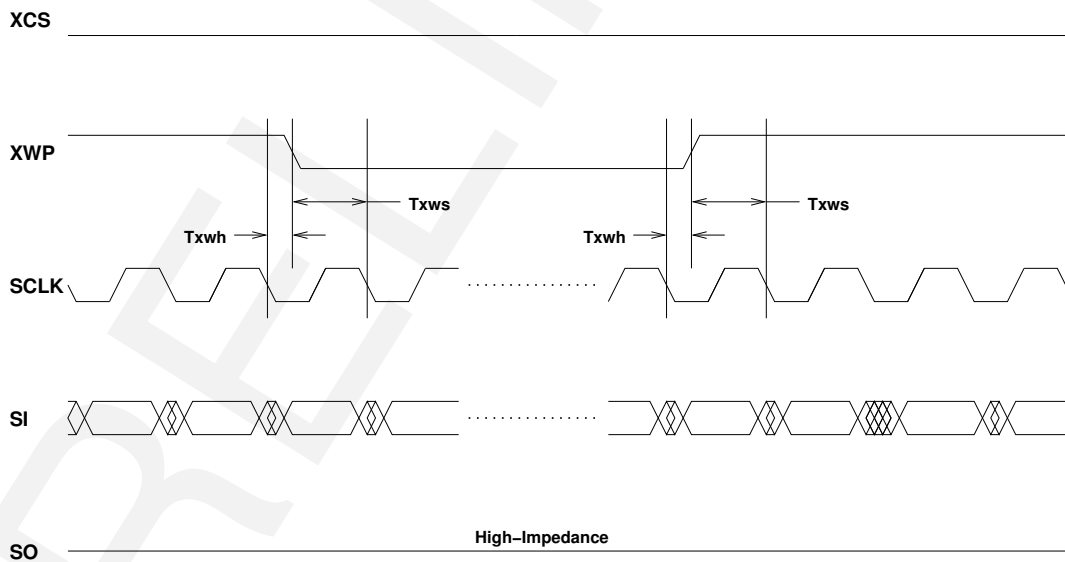 XCS
XWP
Txws
Txws
Txwh
Txwh
SCLK
SI
High−Impedance
SO